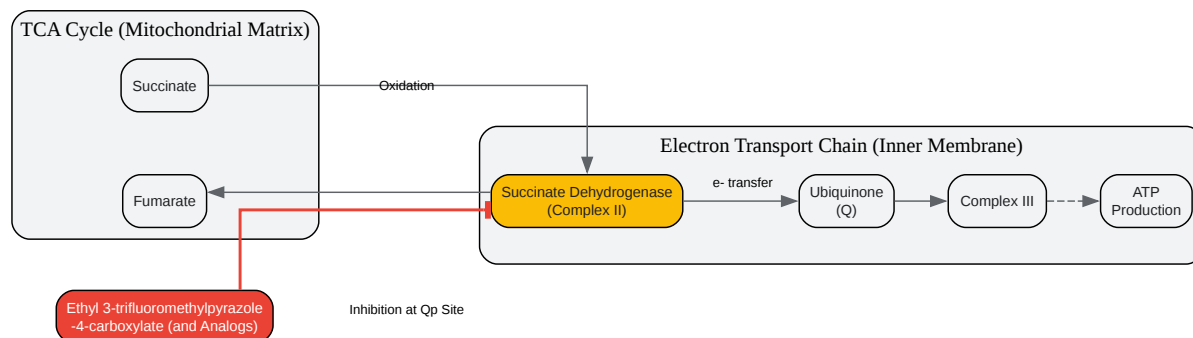 TCA Cycle (Mitochondrial Matrix)
Succinate
Oxidation
Electron Transport Chain (Inner Membrane)
Fumarate
Succinate Dehydrogenase
(Complex II)
e- transfer
Ubiquinone
(Q)
Complex III
ATP
Production
Ethyl 3-trifluoromethylpyrazole
-4-carboxylate (and Analogs)
Inhibition at Qp Site